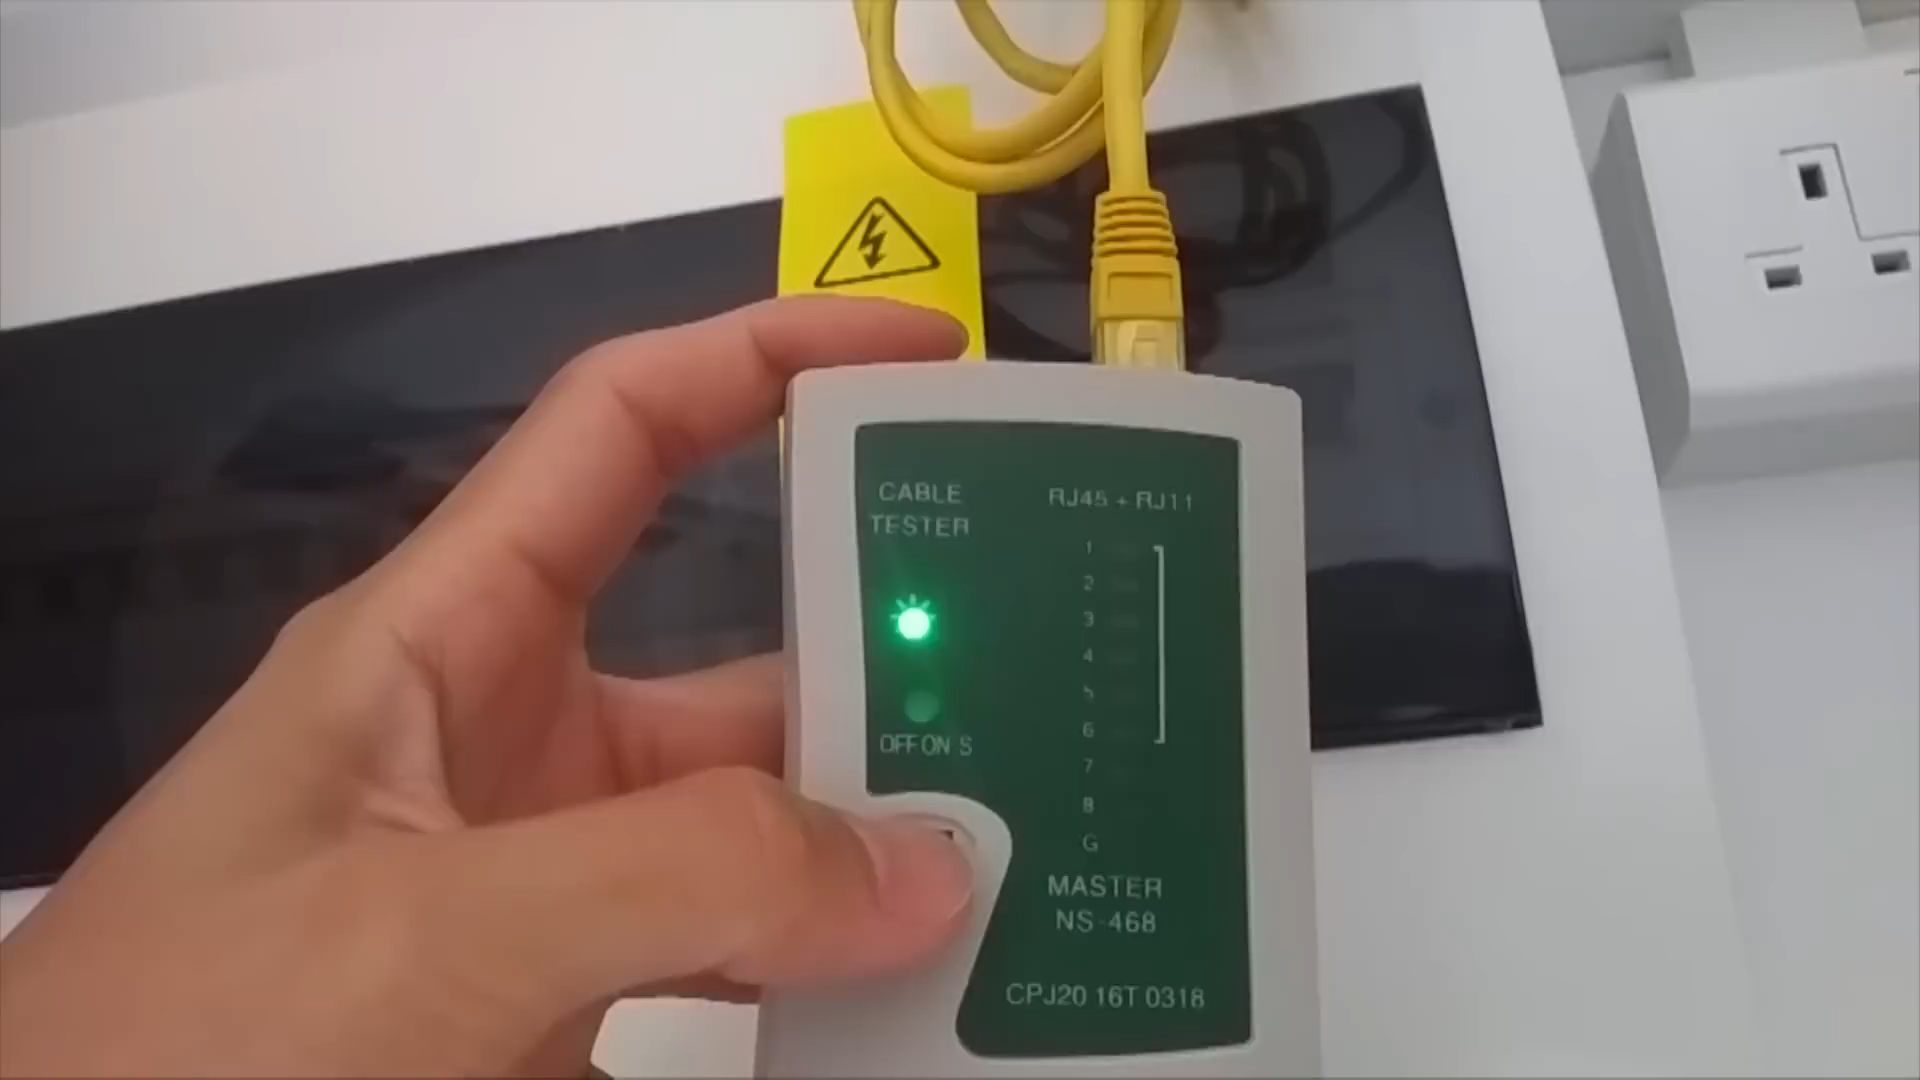 CABLE
TESTER
OFF ON S
RJ45 + RJ11
1
2
3
4
5
6
7
8
G
MASTER
NS-468
CPJ20 16T 0318